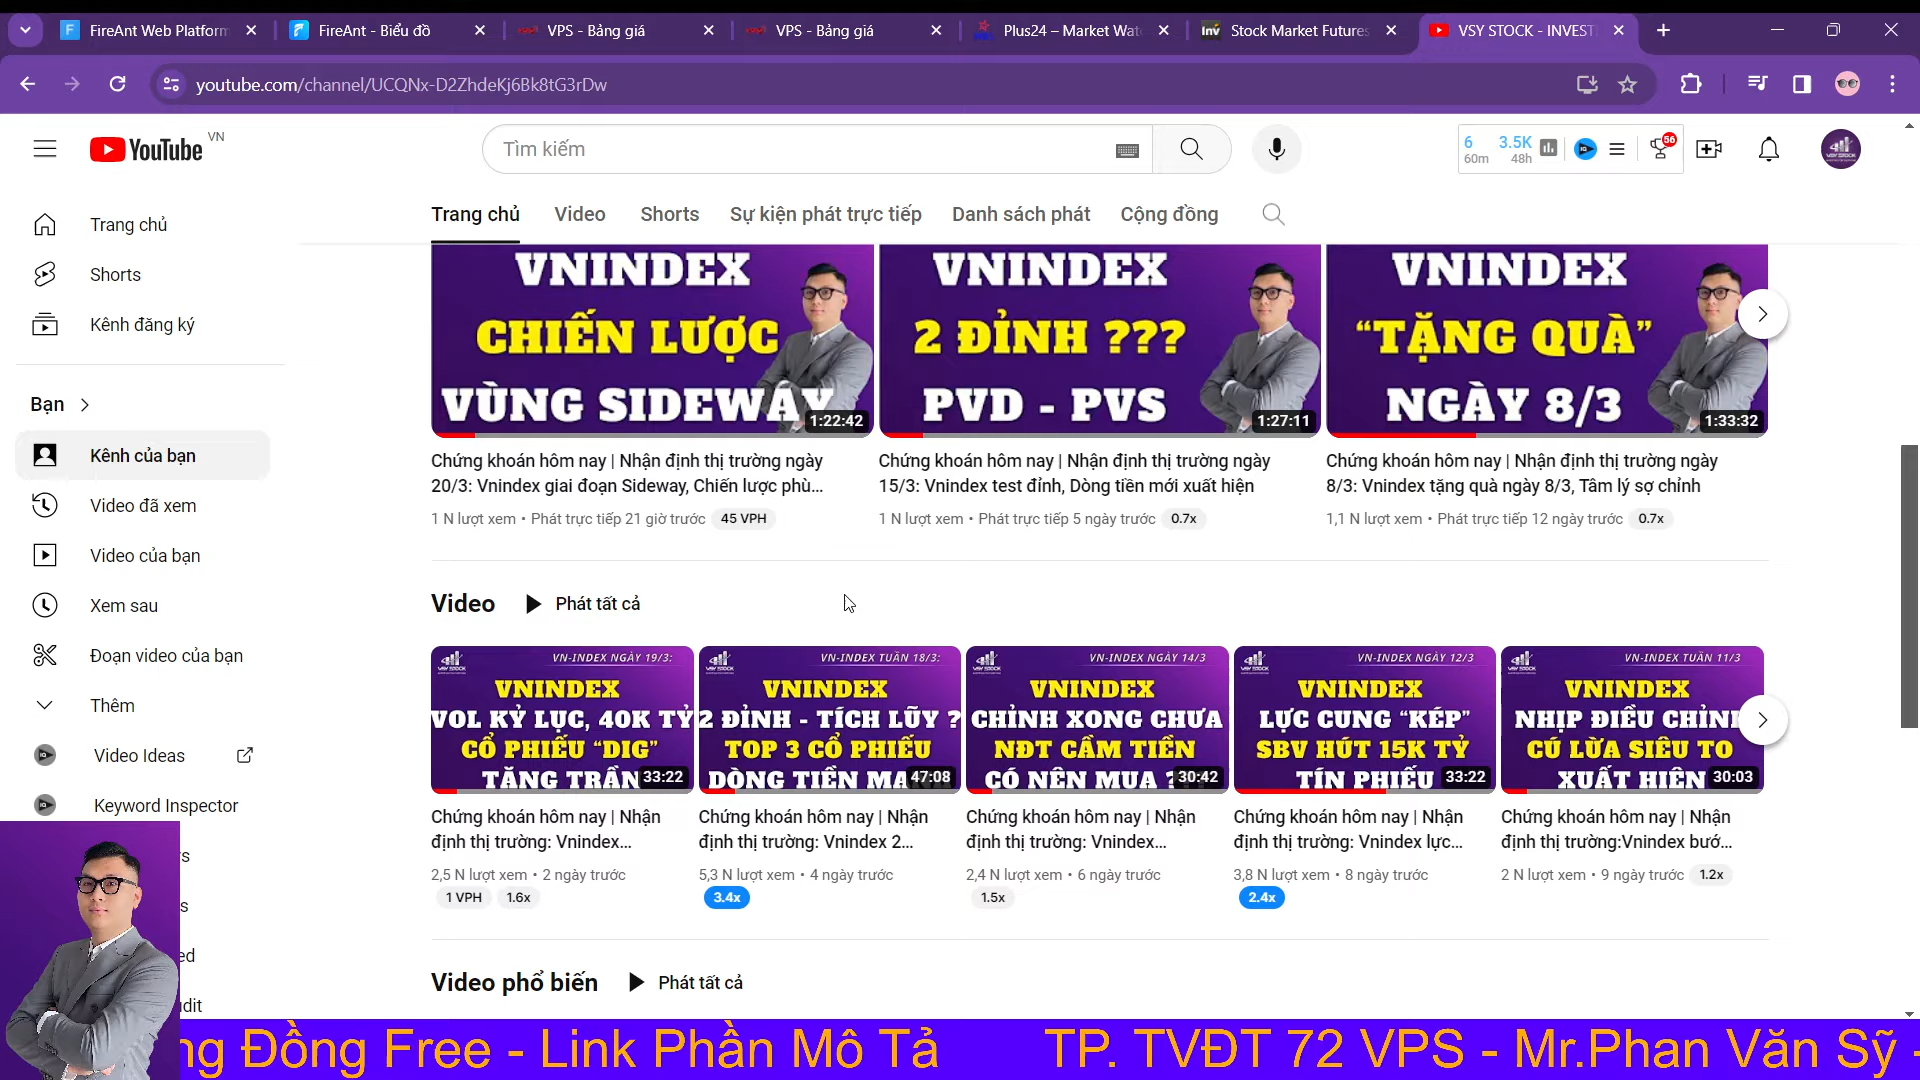 FireAnt Web Platform
FireAnt - Biểu đồ
VPS - Bảng giá
VPS - Bảng giá
Plus24 – Market Wat
Stock Market Futures
VSY STOCK - INVEST
youtube.com/channel/UCQNx-D2ZhdeKj6Bk8tG3rDw
YouTube VN
Tìm kiếm
6 60m
3.5K 48h
56
Trang chủ
Shorts
Kênh đăng ký
Bạn
Kênh của bạn
Video đã xem
Video của bạn
Xem sau
Đoạn video của bạn
Thêm
Video Ideas
Keyword Inspector
Trang chủ Video Shorts Sự kiện phát trực tiếp Danh sách phát Cộng đồng
VNINDEX
CHIẾN LƯỢC
VÙNG SIDEWAY
1:22:42
Chứng khoán hôm nay | Nhận định thị trường ngày
20/3: Vnindex giai đoạn Sideway, Chiến lược phù...
1 N lượt xem • Phát trực tiếp 21 giờ trước 45 VPH
VNINDEX
2 ĐỈNH ???
PVD - PVS
1:27:11
Chứng khoán hôm nay | Nhận định thị trường ngày
15/3: Vnindex test đỉnh, Dòng tiền mới xuất hiện
1 N lượt xem • Phát trực tiếp 5 ngày trước 0.7x
VNINDEX
“TẶNG QUÀ”
NGÀY 8/3
1:33:32
Chứng khoán hôm nay | Nhận định thị trường ngày
8/3: Vnindex tặng quà ngày 8/3, Tâm lý sợ chỉnh
1,1 N lượt xem • Phát trực tiếp 12 ngày trước 0.7x
Video Phát tất cả
VN-INDEX NGÀY 19/3:
VNINDEX
VOL KỶ LỤC, 40K TỶ
CỔ PHIẾU “DIG”
TĂNG TRẦN
33:22
Chứng khoán hôm nay | Nhận
định thị trường: Vnindex...
2,5 N lượt xem • 2 ngày trước
1 VPH 1.6x
VN-INDEX TUẦN 18/3:
VNINDEX
2 ĐỈNH - TÍCH LŨY ?
TOP 3 CỔ PHIẾU
DÒNG TIỀN MẠ
47:08
Chứng khoán hôm nay | Nhận
định thị trường: Vnindex 2...
5,3 N lượt xem • 4 ngày trước
3.4x
VN-INDEX NGÀY 14/3
VNINDEX
CHỈNH XONG CHƯA
NĐT CẦM TIỀN
CÓ NÊN MUA ?
30:42
Chứng khoán hôm nay | Nhận
định thị trường: Vnindex...
2,4 N lượt xem • 6 ngày trước
1.5x
VN-INDEX NGÀY 12/3
VNINDEX
LỰC CUNG “KÉP”
SBV HÚT 15K TỶ
TÍN PHIẾU
33:22
Chứng khoán hôm nay | Nhận
định thị trường: Vnindex lực...
3,8 N lượt xem • 8 ngày trước
2.4x
VN-INDEX TUẦN 11/3
VNINDEX
NHỊP ĐIỀU CHỈN
CÚ LỪA SIÊU TO
XUẤT HIỆN
30:03
Chứng khoán hôm nay | Nhận
định thị trường:Vnindex bướ...
2 N lượt xem • 9 ngày trước 1.2x
Video phổ biến Phát tất cả
ng Đồng Free - Link Phần Mô Tả TP. TVĐT 72 VPS - Mr.Phan Văn Sỹ -